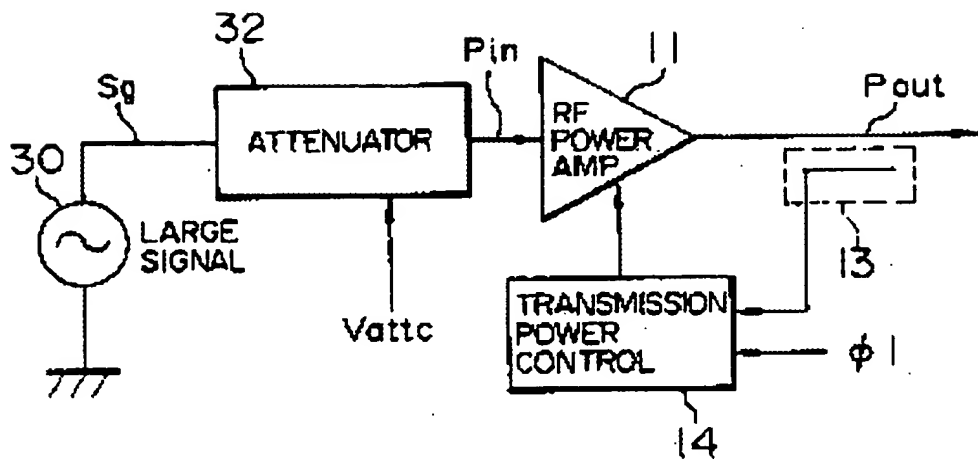 32
Pin
11
Sg
Pout
ATTENUATOR
RF
POWER
AMP
30
LARGE
SIGNAL
13
Vattc
TRANSMISSION
POWER
CONTROL
φ1
14